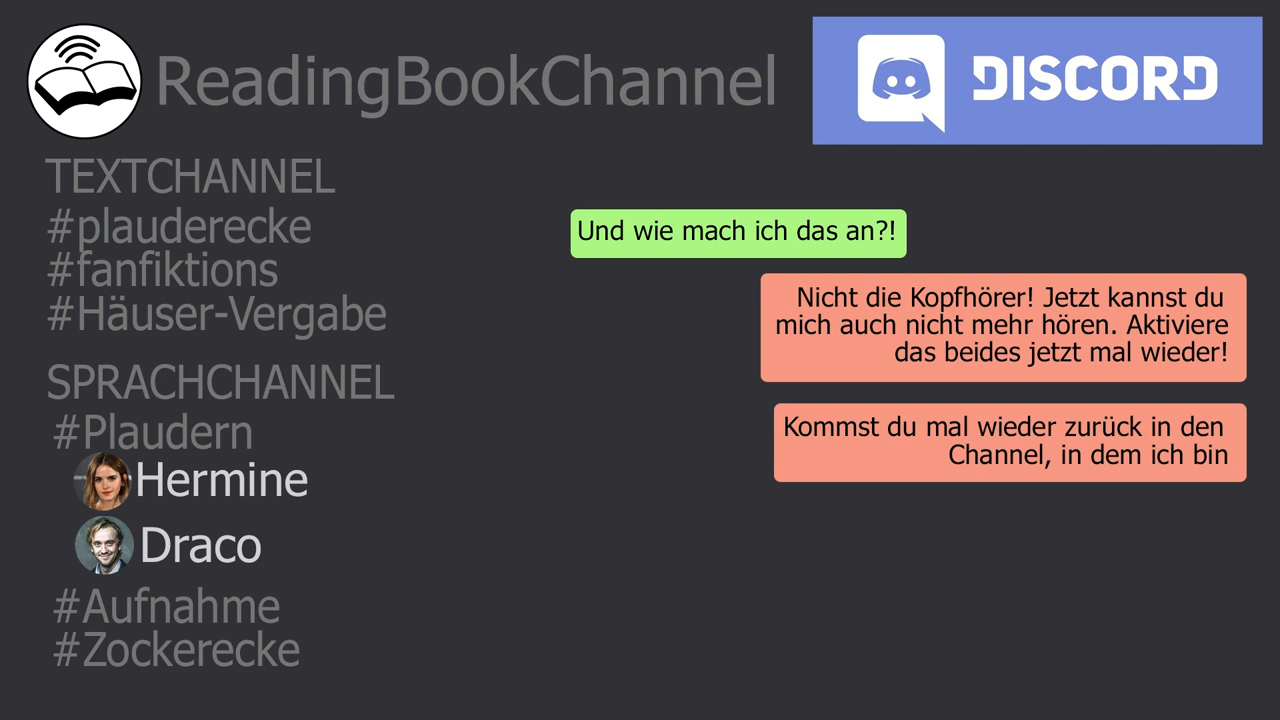 ReadingBookChannel
DISCORD
TEXTCHANNEL
#plauderecke
#fanfiktions
#Häuser-Vergabe
SPRACHCHANNEL
#Plaudern
Hermine
Draco
#Aufnahme
#Zockerecke
Und wie mach ich das an?!
Nicht die Kopfhörer! Jetzt kannst du
mich auch nicht mehr hören. Aktiviere
das beides jetzt mal wieder!
Kommst du mal wieder zurück in den
Channel, in dem ich bin